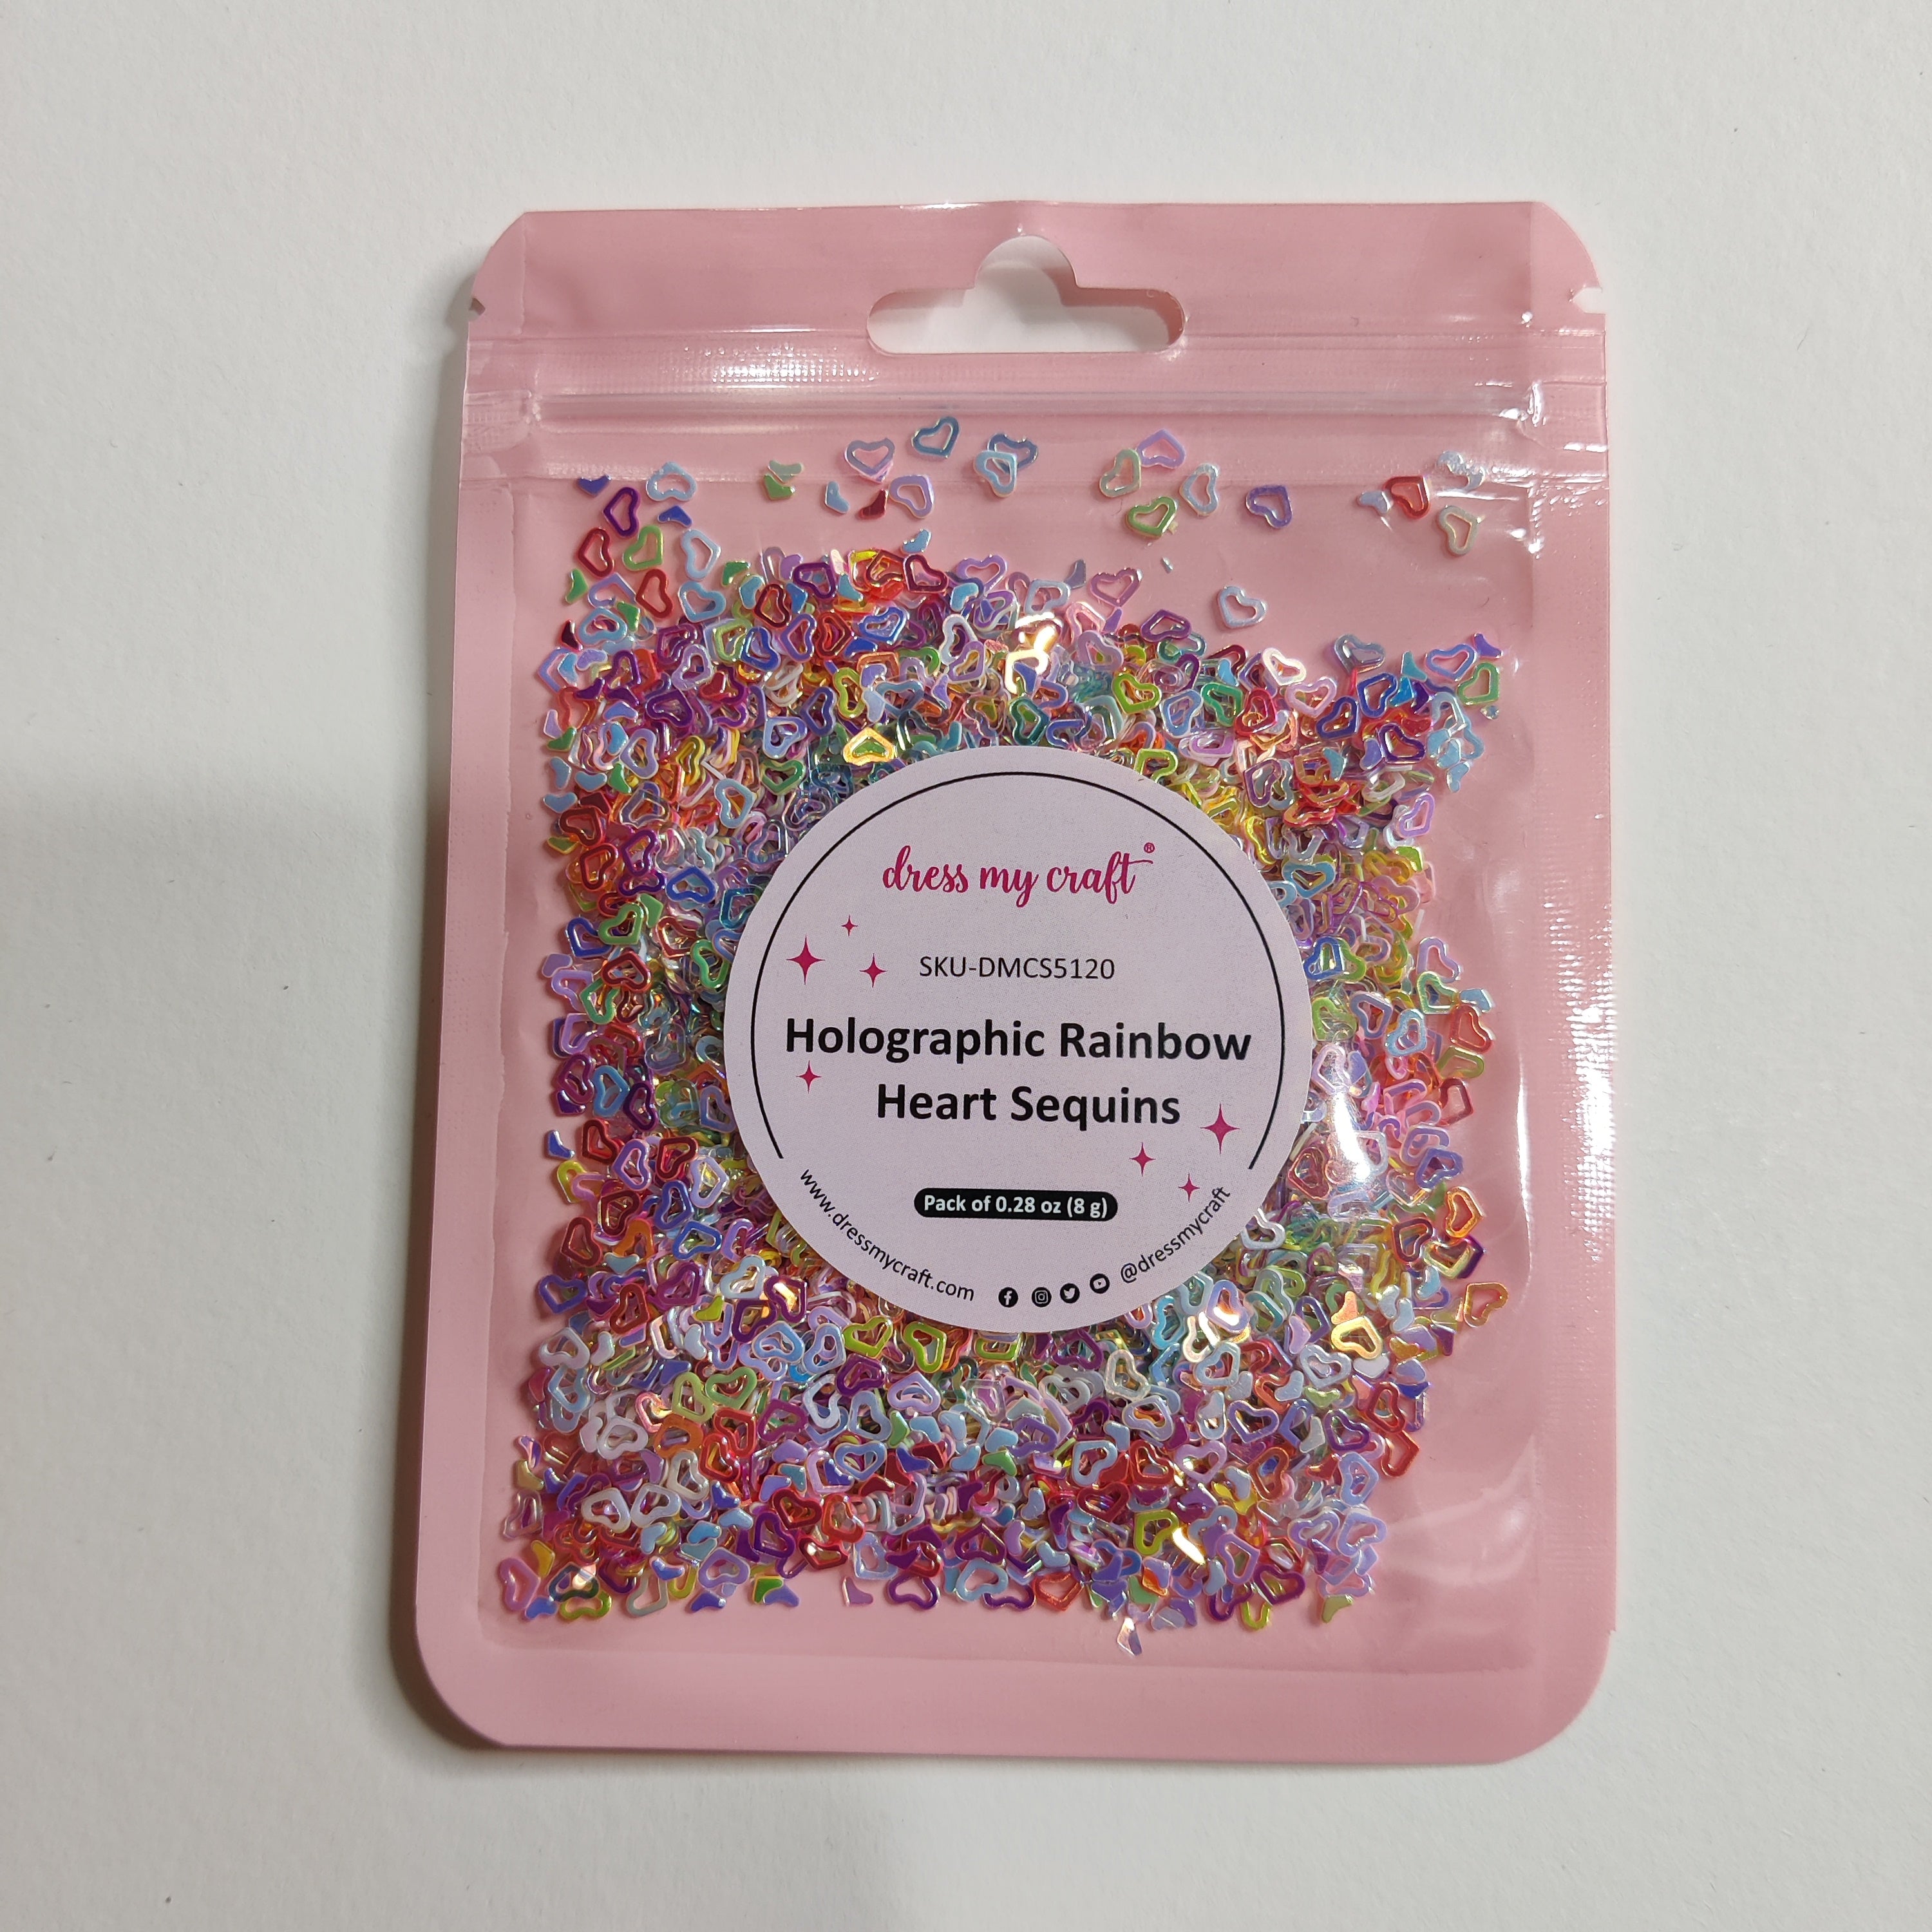 dress my craft®
SKU-DMCS5120
Holographic Rainbow
Heart Sequins
Pack of 0.28 oz (8 g)
www.dressmycraft.com @dressmycraft